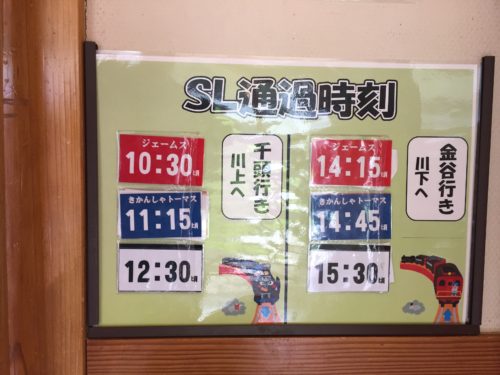 SL通過時刻
千頭行き
川上へ
ジェームス
10:30頃
きかんしゃトーマス
11:15頃
12:30頃
金谷行き
川下へ
ジェームス
14:15頃
きかんしゃトーマス
14:45頃
15:30頃